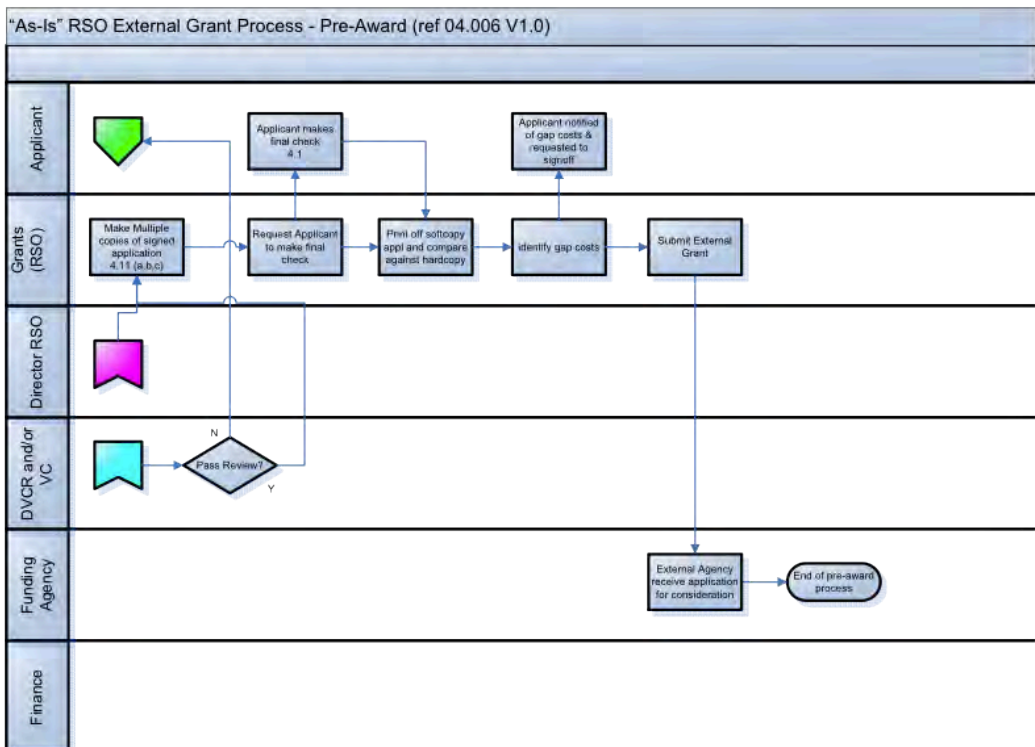 “As-Is” RSO External Grant Process - Pre-Award (ref 04.006 V1.0)
Applicant
Applicant makes
final check
4.1
Applicant notified
of gap costs &
requested to
signoff
Grants
(RSO)
Make Multiple
copies of signed
application
4.11 (a,b,c)
Request Applicant
to make final
check
Print off softcopy
appl and compare
against hardcopy
identify gap costs
Submit External
Grant
Director RSO
DVCR and/or
VC
N
Pass Review?
Y
Funding
Agency
External Agency
receive application
for consideration
End of pre-award
process
Finance